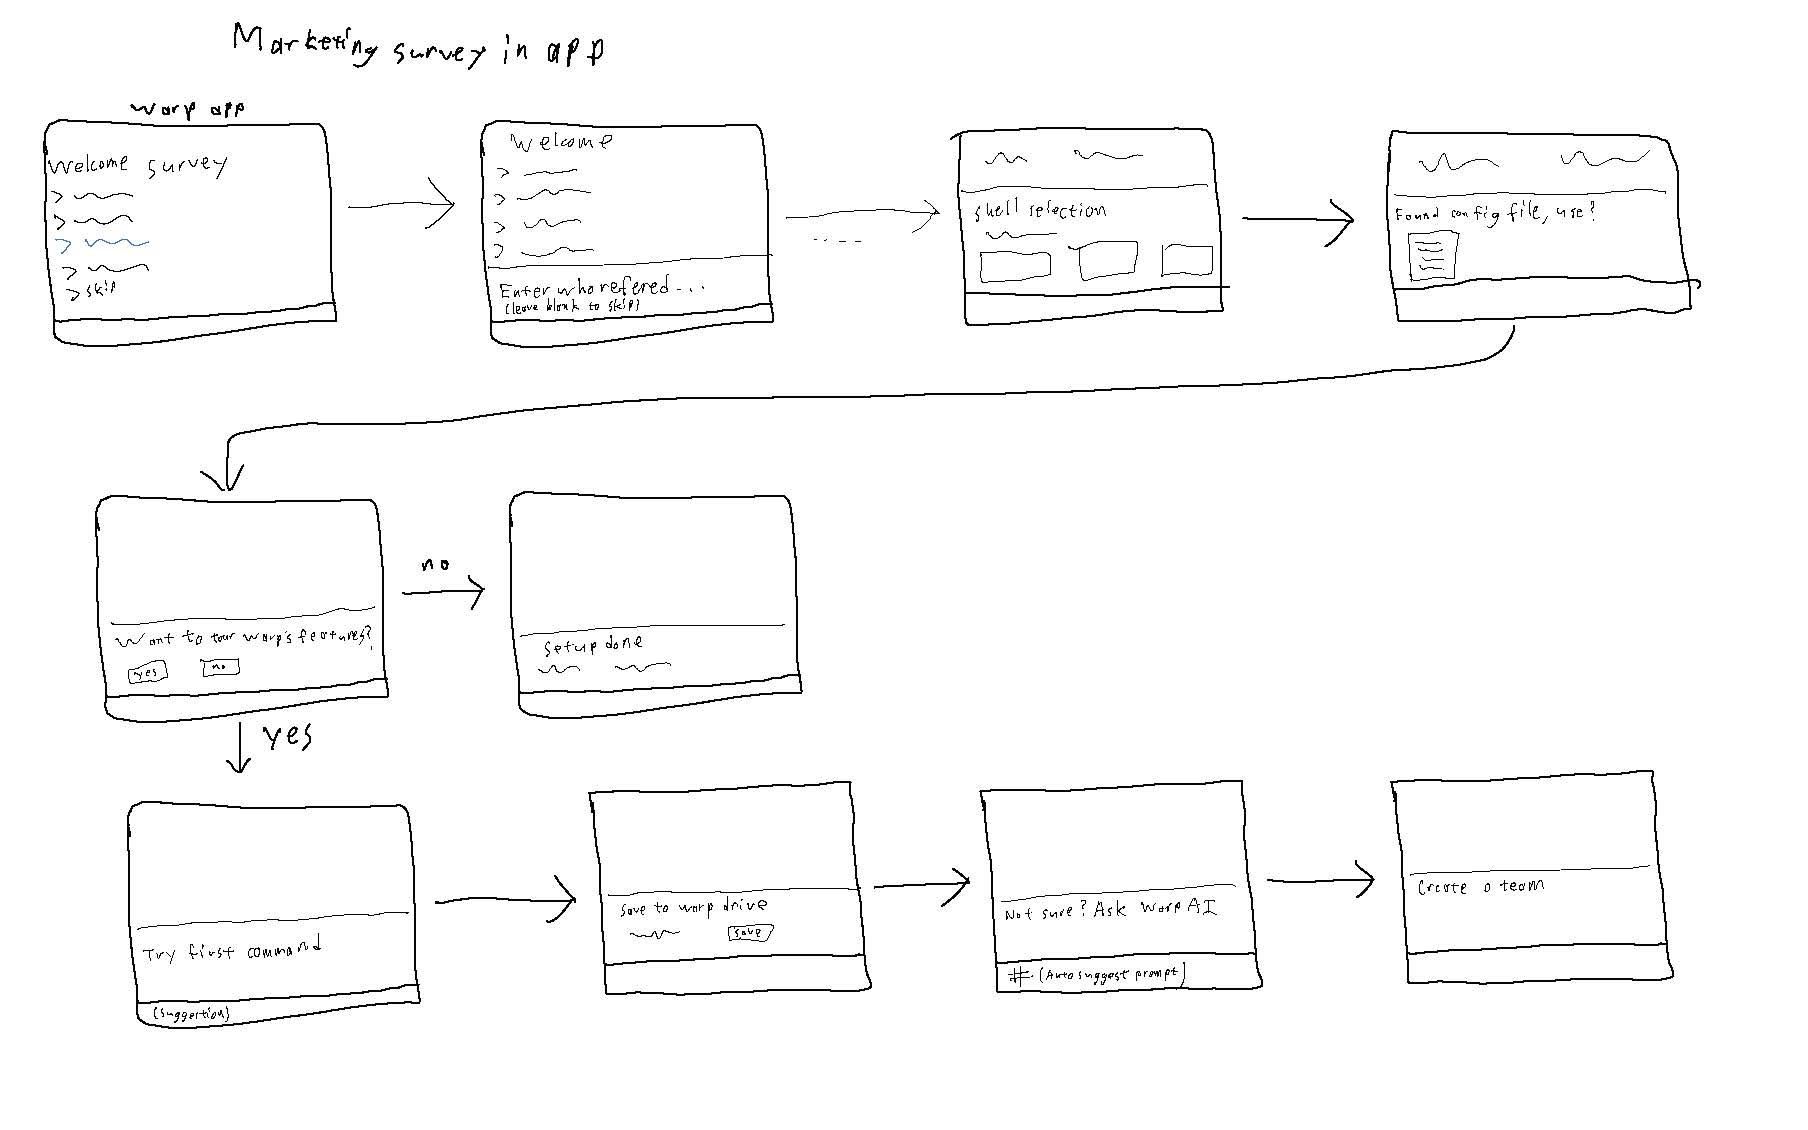 Marketing survey in app
warp app
Welcome survey
>
>
>
>
> skip
Welcome
>
>
>
>
Enter who refered...
(leave blank to skip)
shell selection
Found config file, use?
Want to tour warp's features?
yes
no
no
Setup done
yes
Try first command
(suggestion)
Save to warp drive
save
Not sure? Ask Warp AI
# (Auto suggest prompt)
Create a team